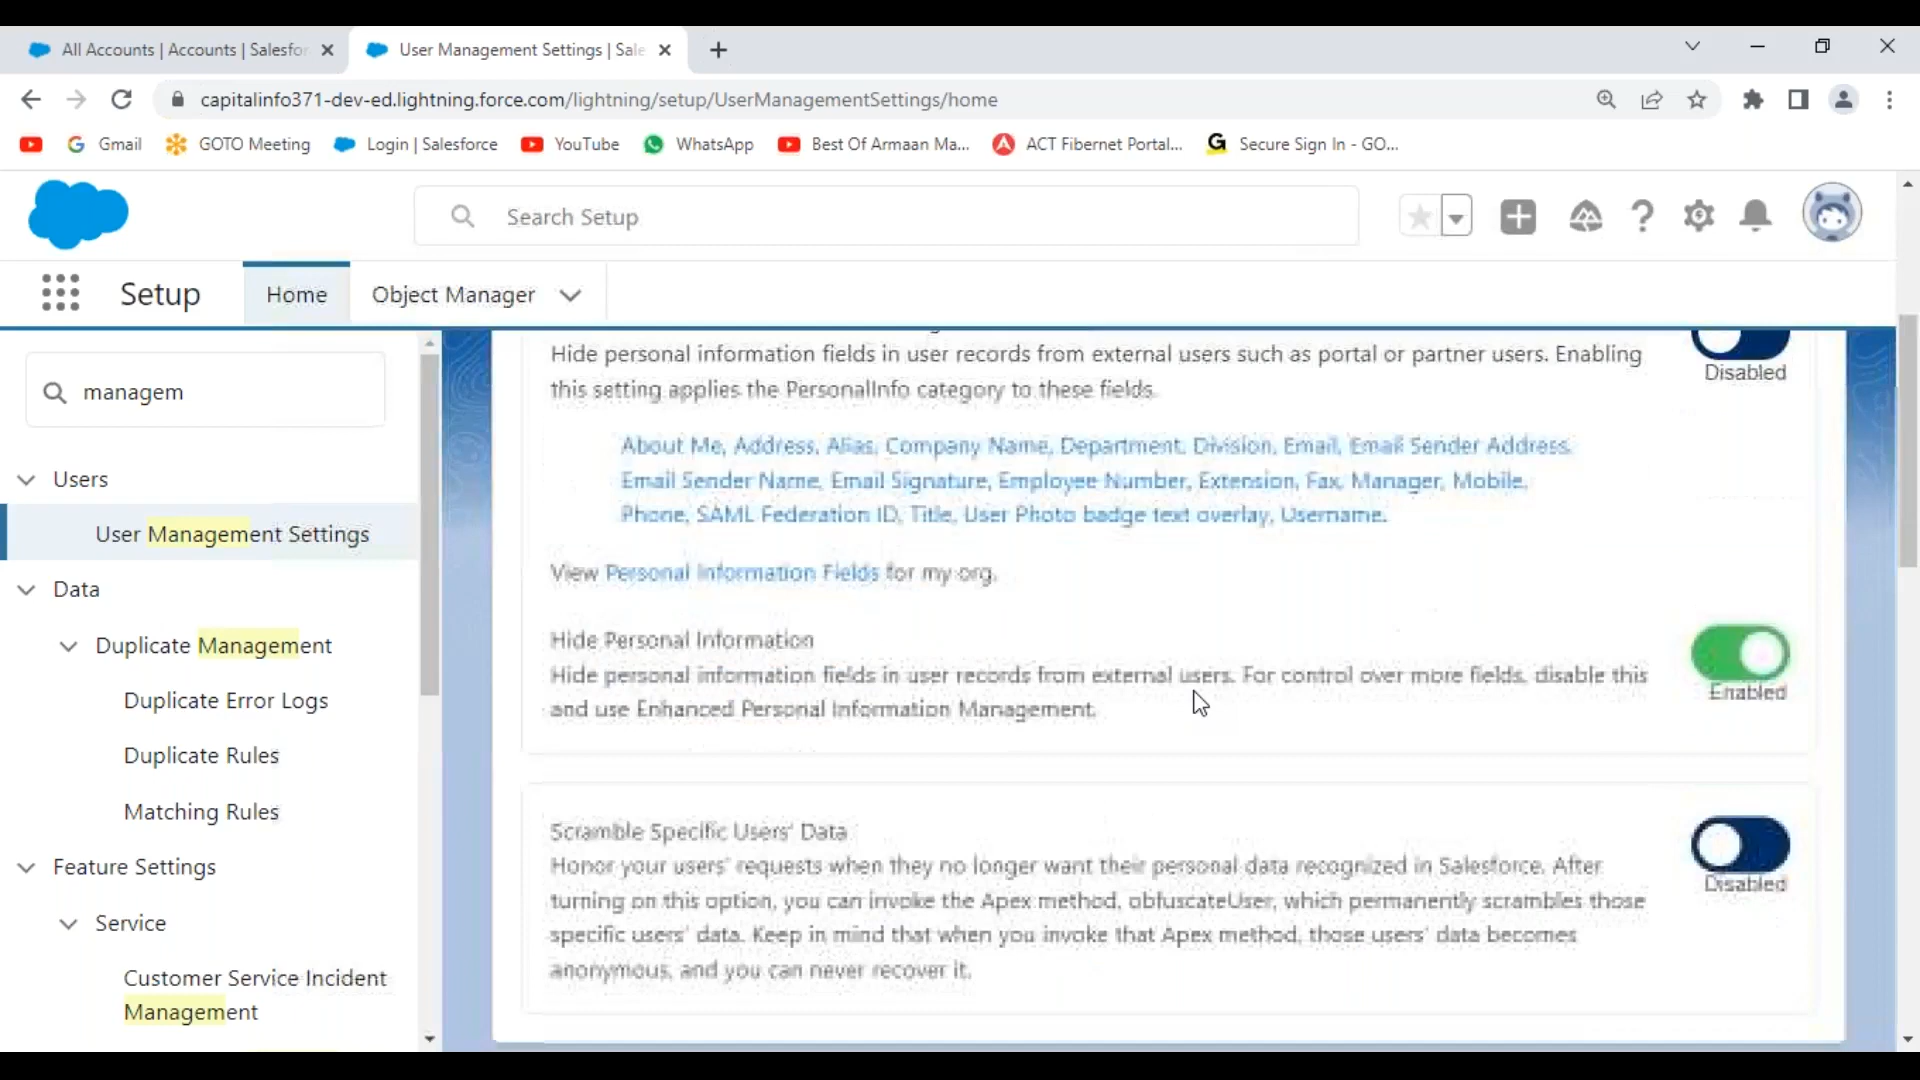 All Accounts | Accounts | Salesfor
User Management Settings | Sale
capitalinfo371-dev-ed.lightning.force.com/lightning/setup/UserManagementSettings/home
Gmail
GOTO Meeting
Login | Salesforce
YouTube
WhatsApp
Best Of Armaan Ma...
ACT Fibernet Portal...
Secure Sign In - GO...
Search Setup
Setup
Home
Object Manager
managem
Users
User Management Settings
Data
Duplicate Management
Duplicate Error Logs
Duplicate Rules
Matching Rules
Feature Settings
Service
Customer Service Incident
Management
Hide personal information fields in user records from external users such as portal or partner users. Enabling
this setting applies the PersonalInfo category to these fields.
Disabled
About Me, Address, Alias, Company Name, Department, Division, Email, Email Sender Address,
Email Sender Name, Email Signature, Employee Number, Extension, Fax, Manager, Mobile,
Phone, SAML Federation ID, Title, User Photo badge text overlay, Username.
View Personal Information Fields for my org.
Hide Personal Information
Hide personal information fields in user records from external users. For control over more fields, disable this
and use Enhanced Personal Information Management.
Enabled
Scramble Specific Users' Data
Honor your users' requests when they no longer want their personal data recognized in Salesforce. After
turning on this option, you can invoke the Apex method, obfuscateUser, which permanently scrambles those
specific users' data. Keep in mind that when you invoke that Apex method, those users' data becomes
anonymous, and you can never recover it.
Disabled